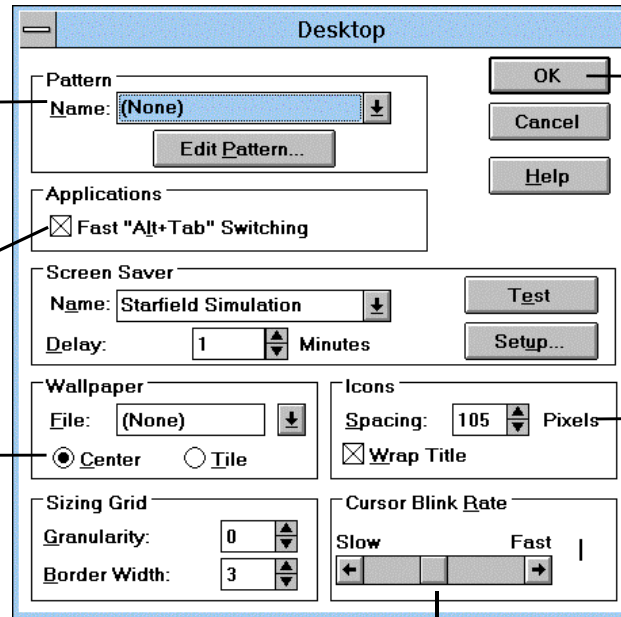 Desktop
Pattern
Name: (None)
Edit Pattern...
OK
Cancel
Help
Applications
Fast "Alt+Tab" Switching
Screen Saver
Name: Starfield Simulation
Delay: 1 Minutes
Test
Setup...
Wallpaper
File: (None)
Center Tile
Icons
Spacing: 105 Pixels
Wrap Title
Sizing Grid
Granularity: 0
Border Width: 3
Cursor Blink Rate
Slow Fast